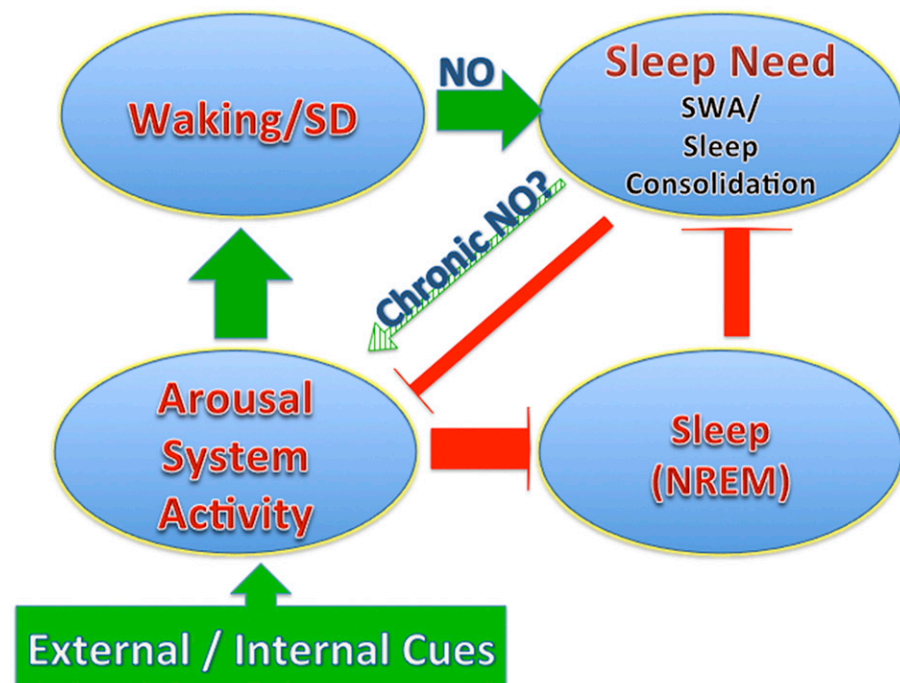 Waking/SD
NO
Sleep Need
SWA/
Sleep
Consolidation
Chronic NO?
Arousal
System
Activity
Sleep
(NREM)
External / Internal Cues